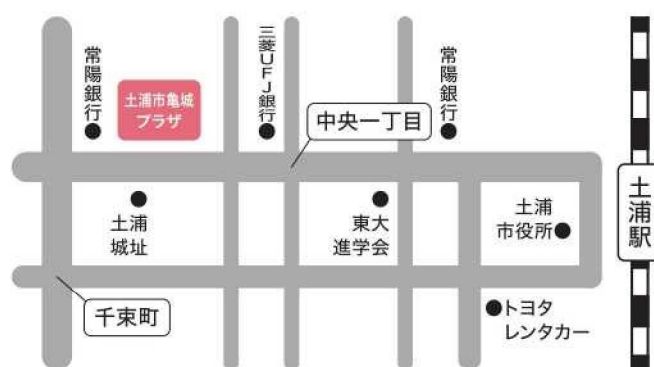 常陽銀行
土浦市亀城
プラザ
三菱UFJ銀行
中央一丁目
常陽銀行
土浦駅
土浦
城址
東大
進学会
土浦
市役所
千束町
トヨタ
レンタカー